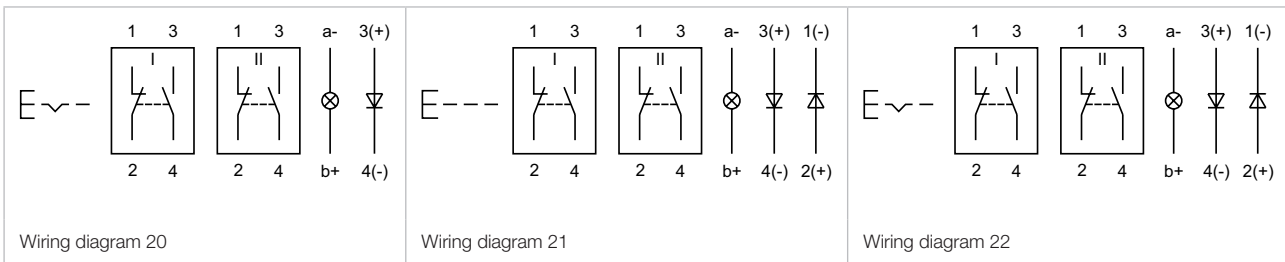 1 3 1 3 a- 3(+) 1 3 1 3 a- 3(+) 1(-) 1 3 1 3 a- 3(+) 1(-)
I II I II I II
2 4 2 4 b+ 4(-) 2 4 2 4 b+ 4(-) 2(+) 2 4 2 4 b+ 4(-) 2(+)
Wiring diagram 20 Wiring diagram 21 Wiring diagram 22